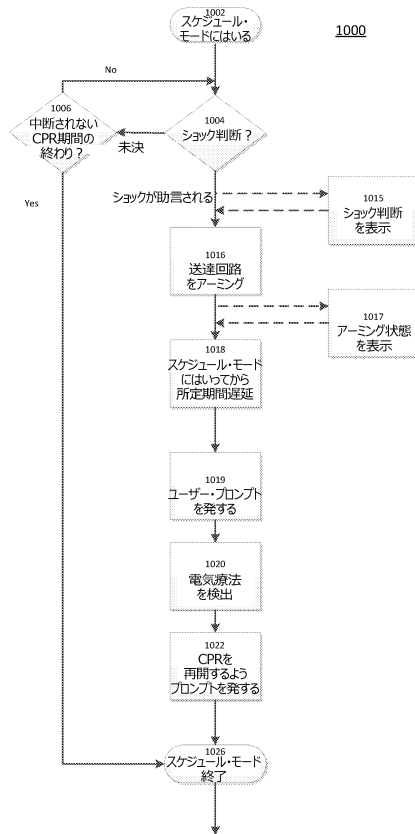 1000
1002
スケジュール・
モードにはいる
No
1006
中断されない
CPR期間の
終わり？
1004
ショック判断？
未決
Yes
ショックが助言される
1015
ショック判断
を表示
1016
送達回路
をアーミング
1017
アーミング状態
を表示
1018
スケジュール・モード
にはいってから
所定期間遅延
1019
ユーザー・プロンプト
を発する
1020
電気療法
を検出
1022
CPRを
再開するよう
プロンプトを発する
1026
スケジュール・モード
終了